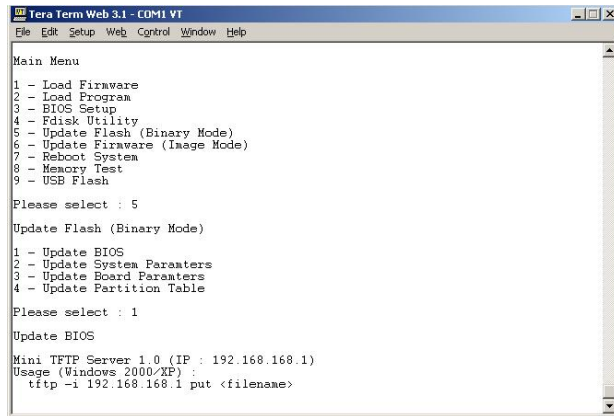 Tera Term Web 3.1 - COM1 VT
File Edit Setup Web Control Window Help
Main Menu
1 - Load Firmware
2 - Load Program
3 - BIOS Setup
4 - Fdisk Utility
5 - Update Flash (Binary Mode)
6 - Update Firmware (Image Mode)
7 - Reboot System
8 - Memory Test
9 - USB Flash
Please select : 5
Update Flash (Binary Mode)
1 - Update BIOS
2 - Update System Paramters
3 - Update Board Paramters
4 - Update Partition Table
Please select : 1
Update BIOS
Mini TFTP Server 1.0 (IP : 192.168.168.1)
Usage (Windows 2000/XP) :
tftp -i 192.168.168.1 put <filename>